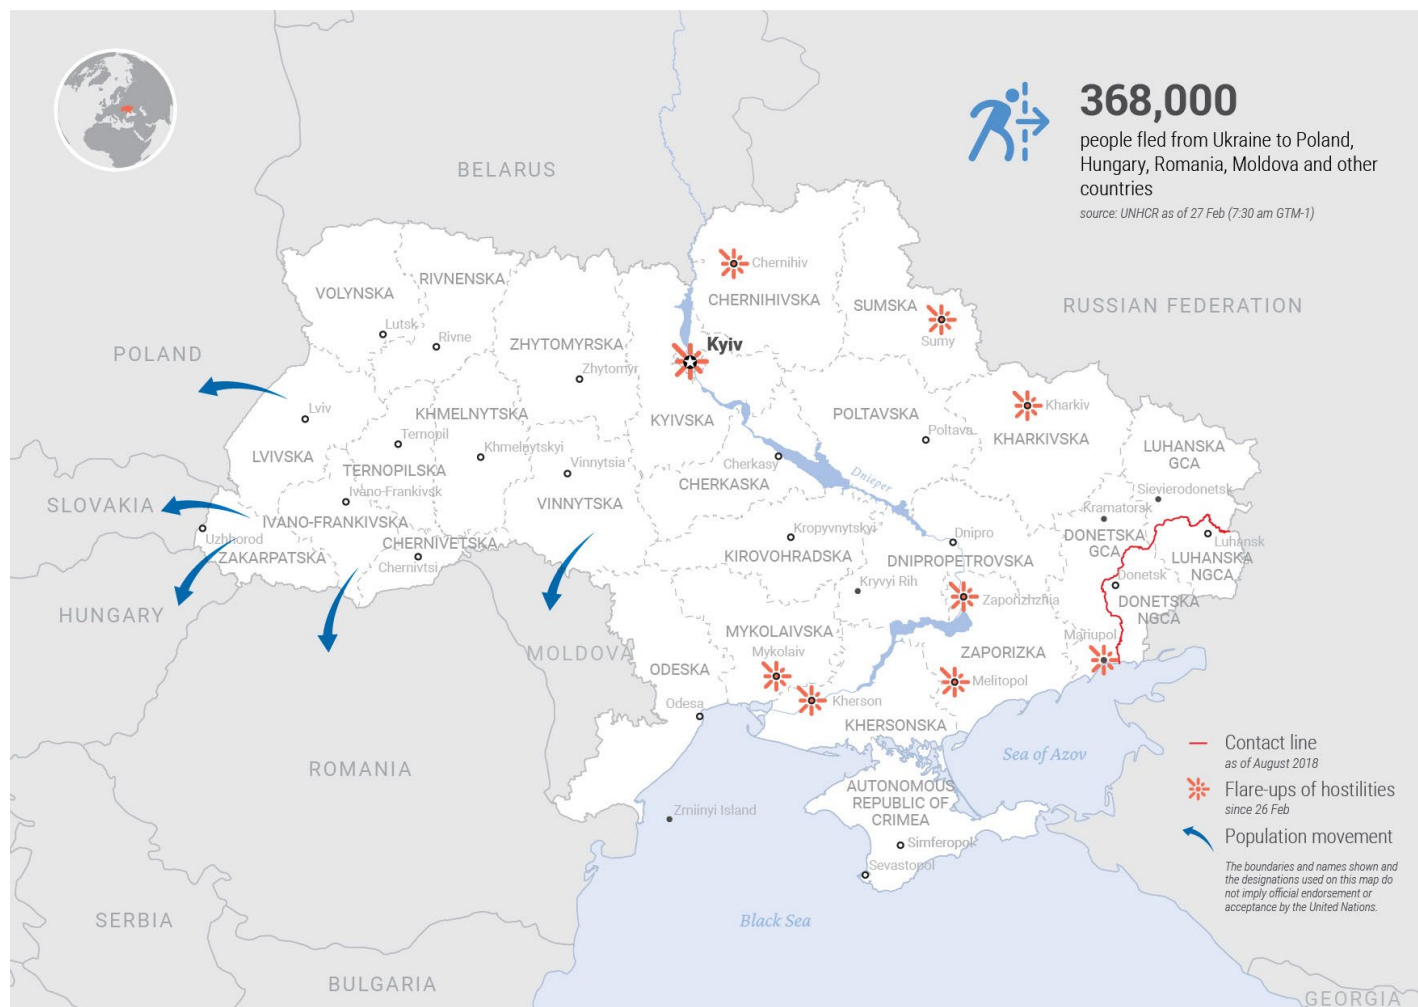 368,000
people fled from Ukraine to Poland,
Hungary, Romania, Moldova and other
countries
source: UNHCR as of 27 Feb (7:30 am GTM-1)
BELARUS
RUSSIAN FEDERATION
POLAND
SLOVAKIA
HUNGARY
MOLDOVA
ROMANIA
SERBIA
BULGARIA
GEORGIA
VOLYNSKA
Lutsk
RIVNENSKA
Rivne
ZHYTOMYRSKA
Zhytomyr
Chernihiv
CHERNIHIVSKA
SUMSKA
Sumy
Kyiv
KYIVSKA
Lviv
LVIVSKA
Ternopil
TERNOPILSKA
KHMELNYTSKA
Khmelnytskyi
Vinnytsia
VINNYTSKA
Ivano-Frankivsk
IVANO-FRANKIVSKA
Uzhhorod
ZAKARPATSKA
CHERNIVETSKA
Chernivtsi
Cherkasy
CHERKASKA
Dnieper
POLTAVSKA
Poltava
Kharkiv
KHARKIVSKA
LUHANSKA
GCA
Sievierodonetsk
Kramatorsk
DONETSKA
GCA
Luhansk
LUHANSKA
NGCA
Donetsk
DONETSKA
NGCA
Kropyvnytskyi
KIROVOHRADSKA
Dnipro
DNIPROPETROVSKA
Kryvyi Rih
Zaporizhzhia
ZAPORIZKA
Mariupol
Melitopol
MYKOLAIVSKA
Mykolaiv
Kherson
KHERSONSKA
ODESKA
Odesa
Zmiinyi Island
AUTONOMOUS
REPUBLIC OF
CRIMEA
Simferopol
Sevastopol
Sea of Azov
Black Sea
Contact line
as of August 2018
Flare-ups of hostilities
since 26 Feb
Population movement
The boundaries and names shown and
the designations used on this map do
not imply official endorsement or
acceptance by the United Nations.